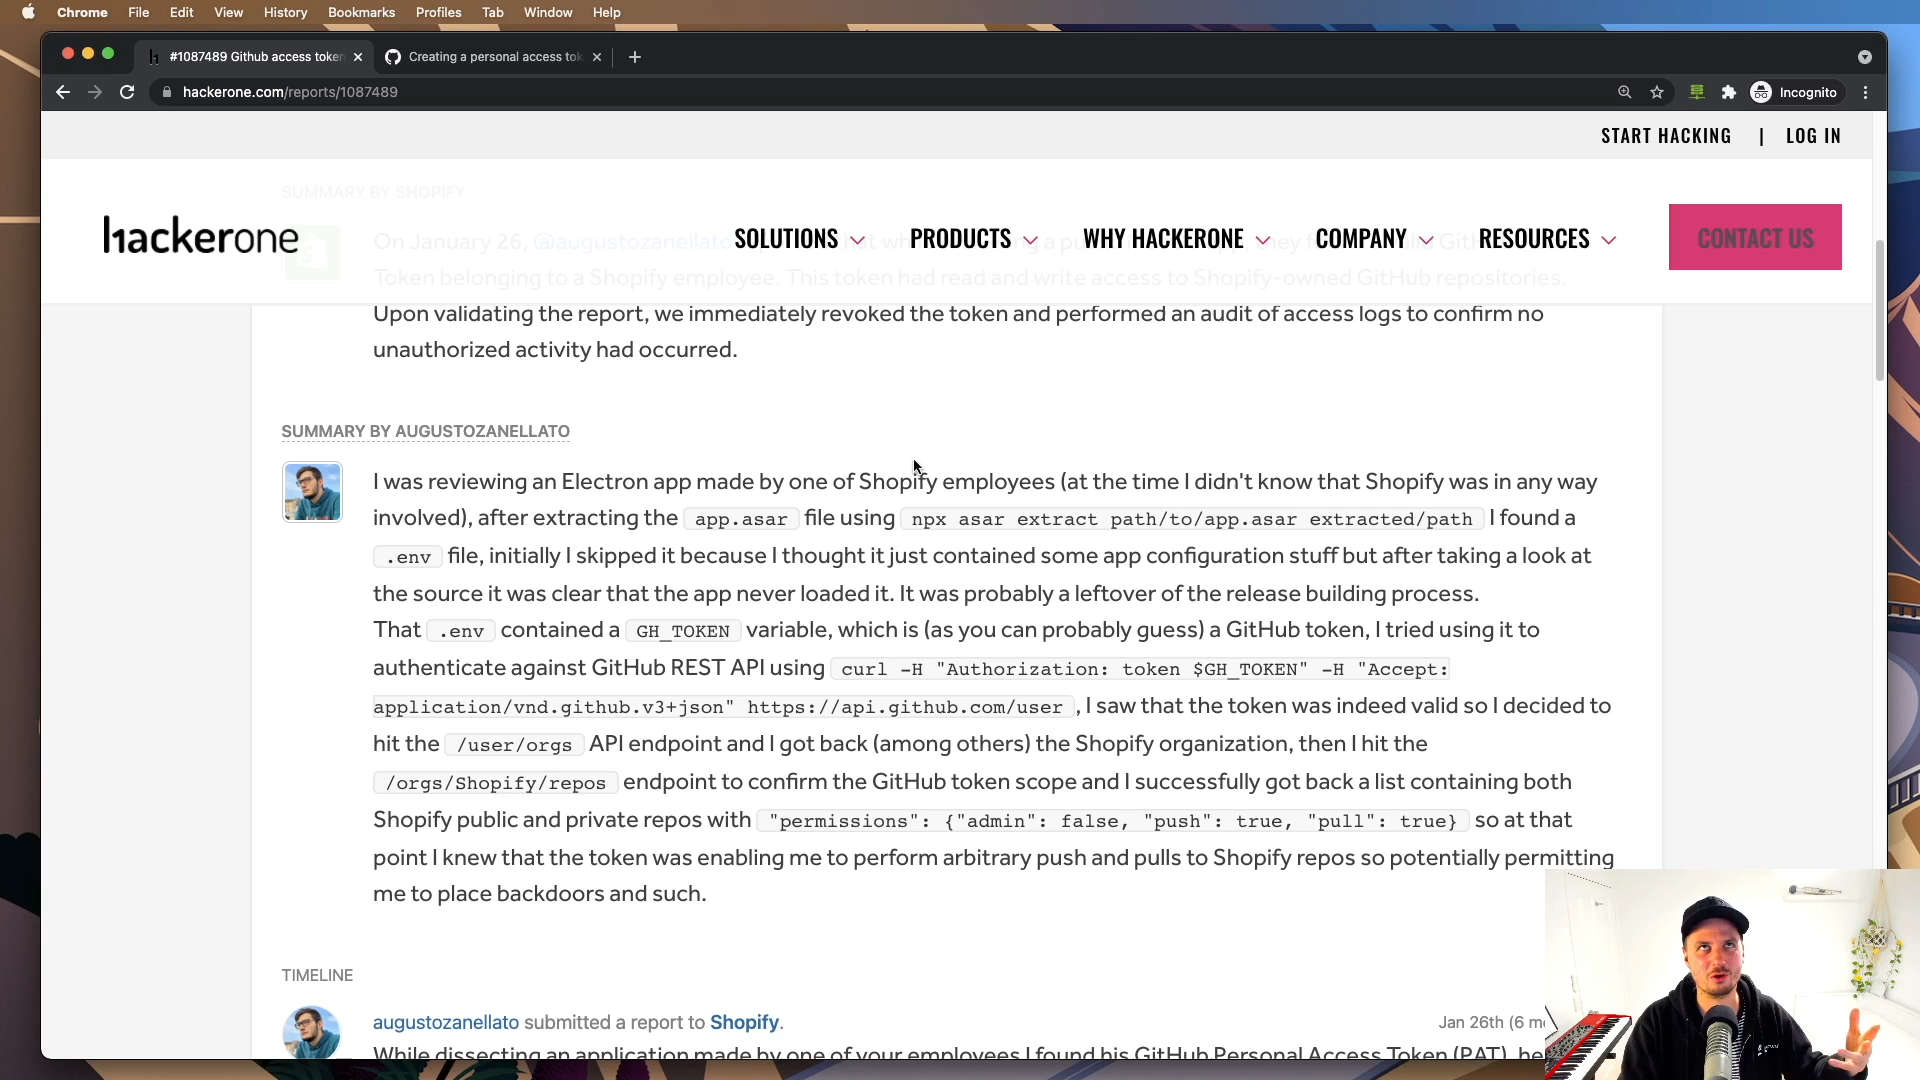 Chrome File Edit View History Bookmarks Profiles Tab Window Help
#1087489 Github access token
Creating a personal access tok
hackerone.com/reports/1087489
Incognito
START HACKING | LOG IN
SUMMARY BY SHOPIFY
hackerone
SOLUTIONS PRODUCTS WHY HACKERONE COMPANY RESOURCES CONTACT US
On January 26, @augustozanellato
Token belonging to a Shopify employee. This token had read and write access to Shopify-owned GitHub repositories.
Upon validating the report, we immediately revoked the token and performed an audit of access logs to confirm no
unauthorized activity had occurred.
SUMMARY BY AUGUSTOZANELLATO
I was reviewing an Electron app made by one of Shopify employees (at the time I didn't know that Shopify was in any way
involved), after extracting the app.asar file using npx asar extract path/to/app.asar extracted/path I found a
.env file, initially I skipped it because I thought it just contained some app configuration stuff but after taking a look at
the source it was clear that the app never loaded it. It was probably a leftover of the release building process.
That .env contained a GH_TOKEN variable, which is (as you can probably guess) a GitHub token, I tried using it to
authenticate against GitHub REST API using curl -H "Authorization: token $GH_TOKEN" -H "Accept:
application/vnd.github.v3+json" https://api.github.com/user , I saw that the token was indeed valid so I decided to
hit the /user/orgs API endpoint and I got back (among others) the Shopify organization, then I hit the
/orgs/Shopify/repos endpoint to confirm the GitHub token scope and I successfully got back a list containing both
Shopify public and private repos with "permissions": {"admin": false, "push": true, "pull": true} so at that
point I knew that the token was enabling me to perform arbitrary push and pulls to Shopify repos so potentially permitting
me to place backdoors and such.
TIMELINE
augustozanellato submitted a report to Shopify.
Jan 26th (6 mo
While dissecting an application made by one of your employees I found his GitHub Personal Access Token (PAT), he